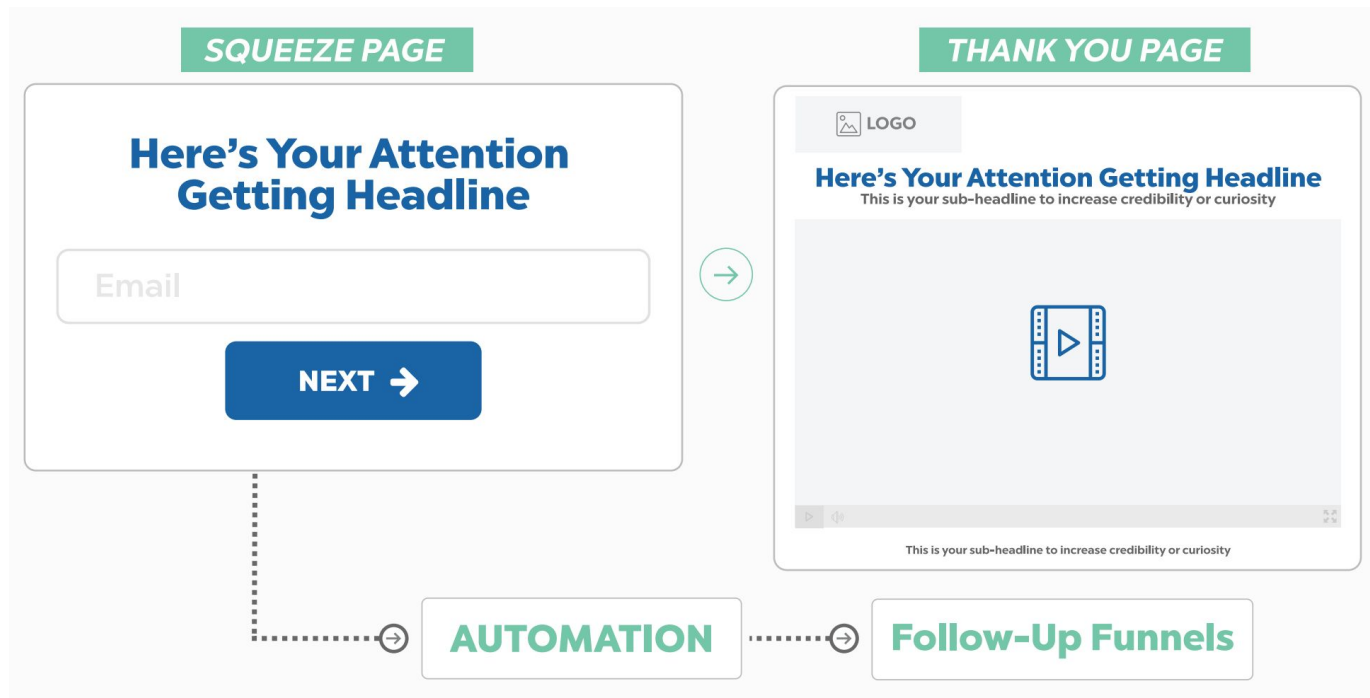 SQUEEZE PAGE
Here’s Your Attention
Getting Headline
Email
NEXT
THANK YOU PAGE
LOGO
Here’s Your Attention Getting Headline
This is your sub-headline to increase credibility or curiosity
This is your sub-headline to increase credibility or curiosity
AUTOMATION
Follow-Up Funnels